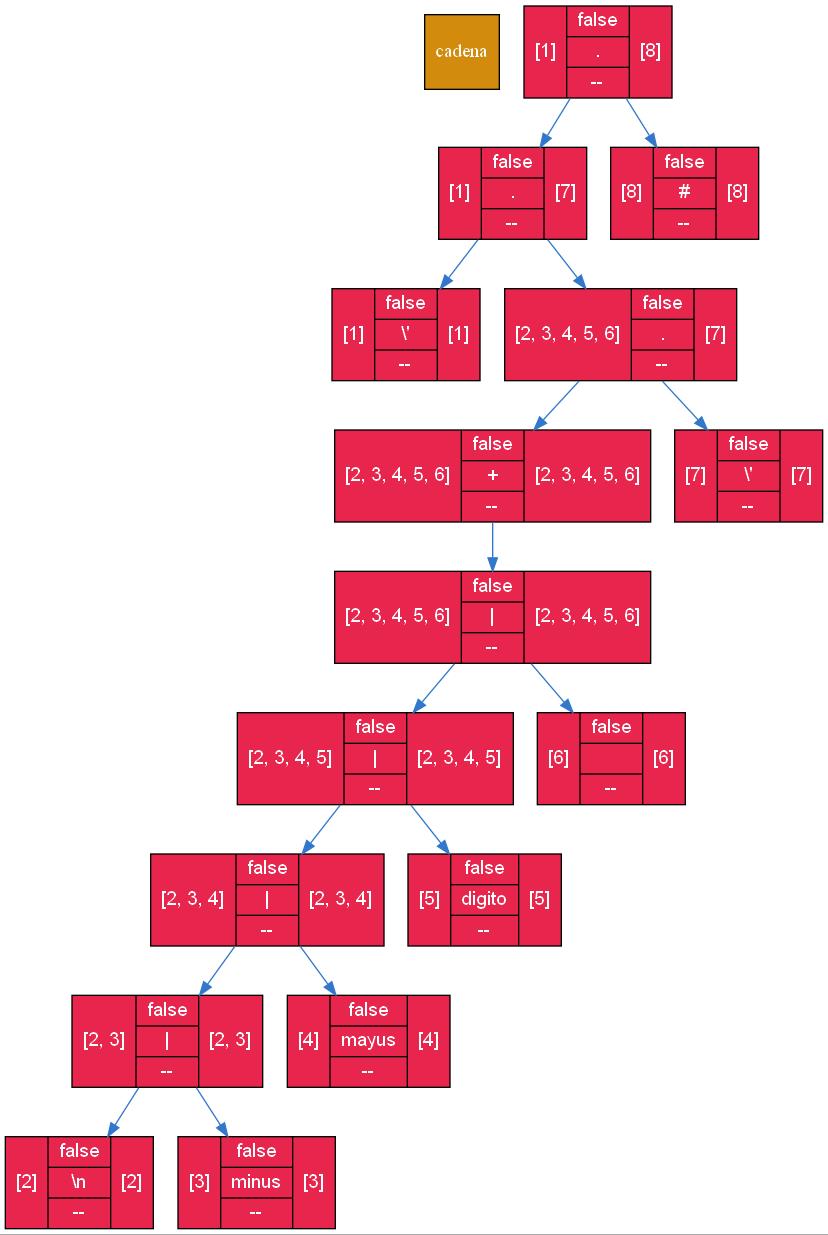 cadena
false
[1] . [8]
--
false
[1] . [7]
--
false
[8] # [8]
--
false
[1] \' [1]
--
false
[2, 3, 4, 5, 6] . [7]
--
false
[2, 3, 4, 5, 6] + [2, 3, 4, 5, 6]
--
false
[7] \' [7]
--
false
[2, 3, 4, 5, 6] | [2, 3, 4, 5, 6]
--
false
[2, 3, 4, 5] | [2, 3, 4, 5]
--
false
[6] [6]
--
false
[2, 3, 4] | [2, 3, 4]
--
false
[5] digito [5]
--
false
[2, 3] | [2, 3]
--
false
[4] mayus [4]
--
false
[2] \n [2]
--
false
[3] minus [3]
--